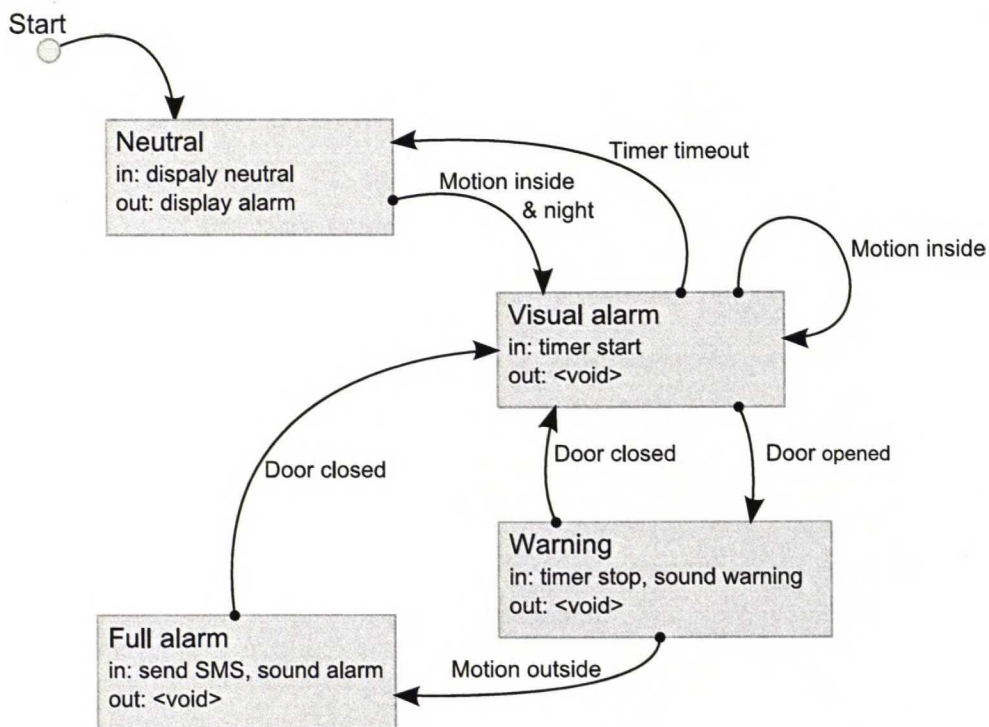 Start
Neutral
in: dispaly neutral
out: display alarm
Timer timeout
Motion inside
& night
Motion inside
Visual alarm
in: timer start
out: <void>
Door closed
Door closed
Door opened
Warning
in: timer stop, sound warning
out: <void>
Full alarm
in: send SMS, sound alarm
out: <void>
Motion outside